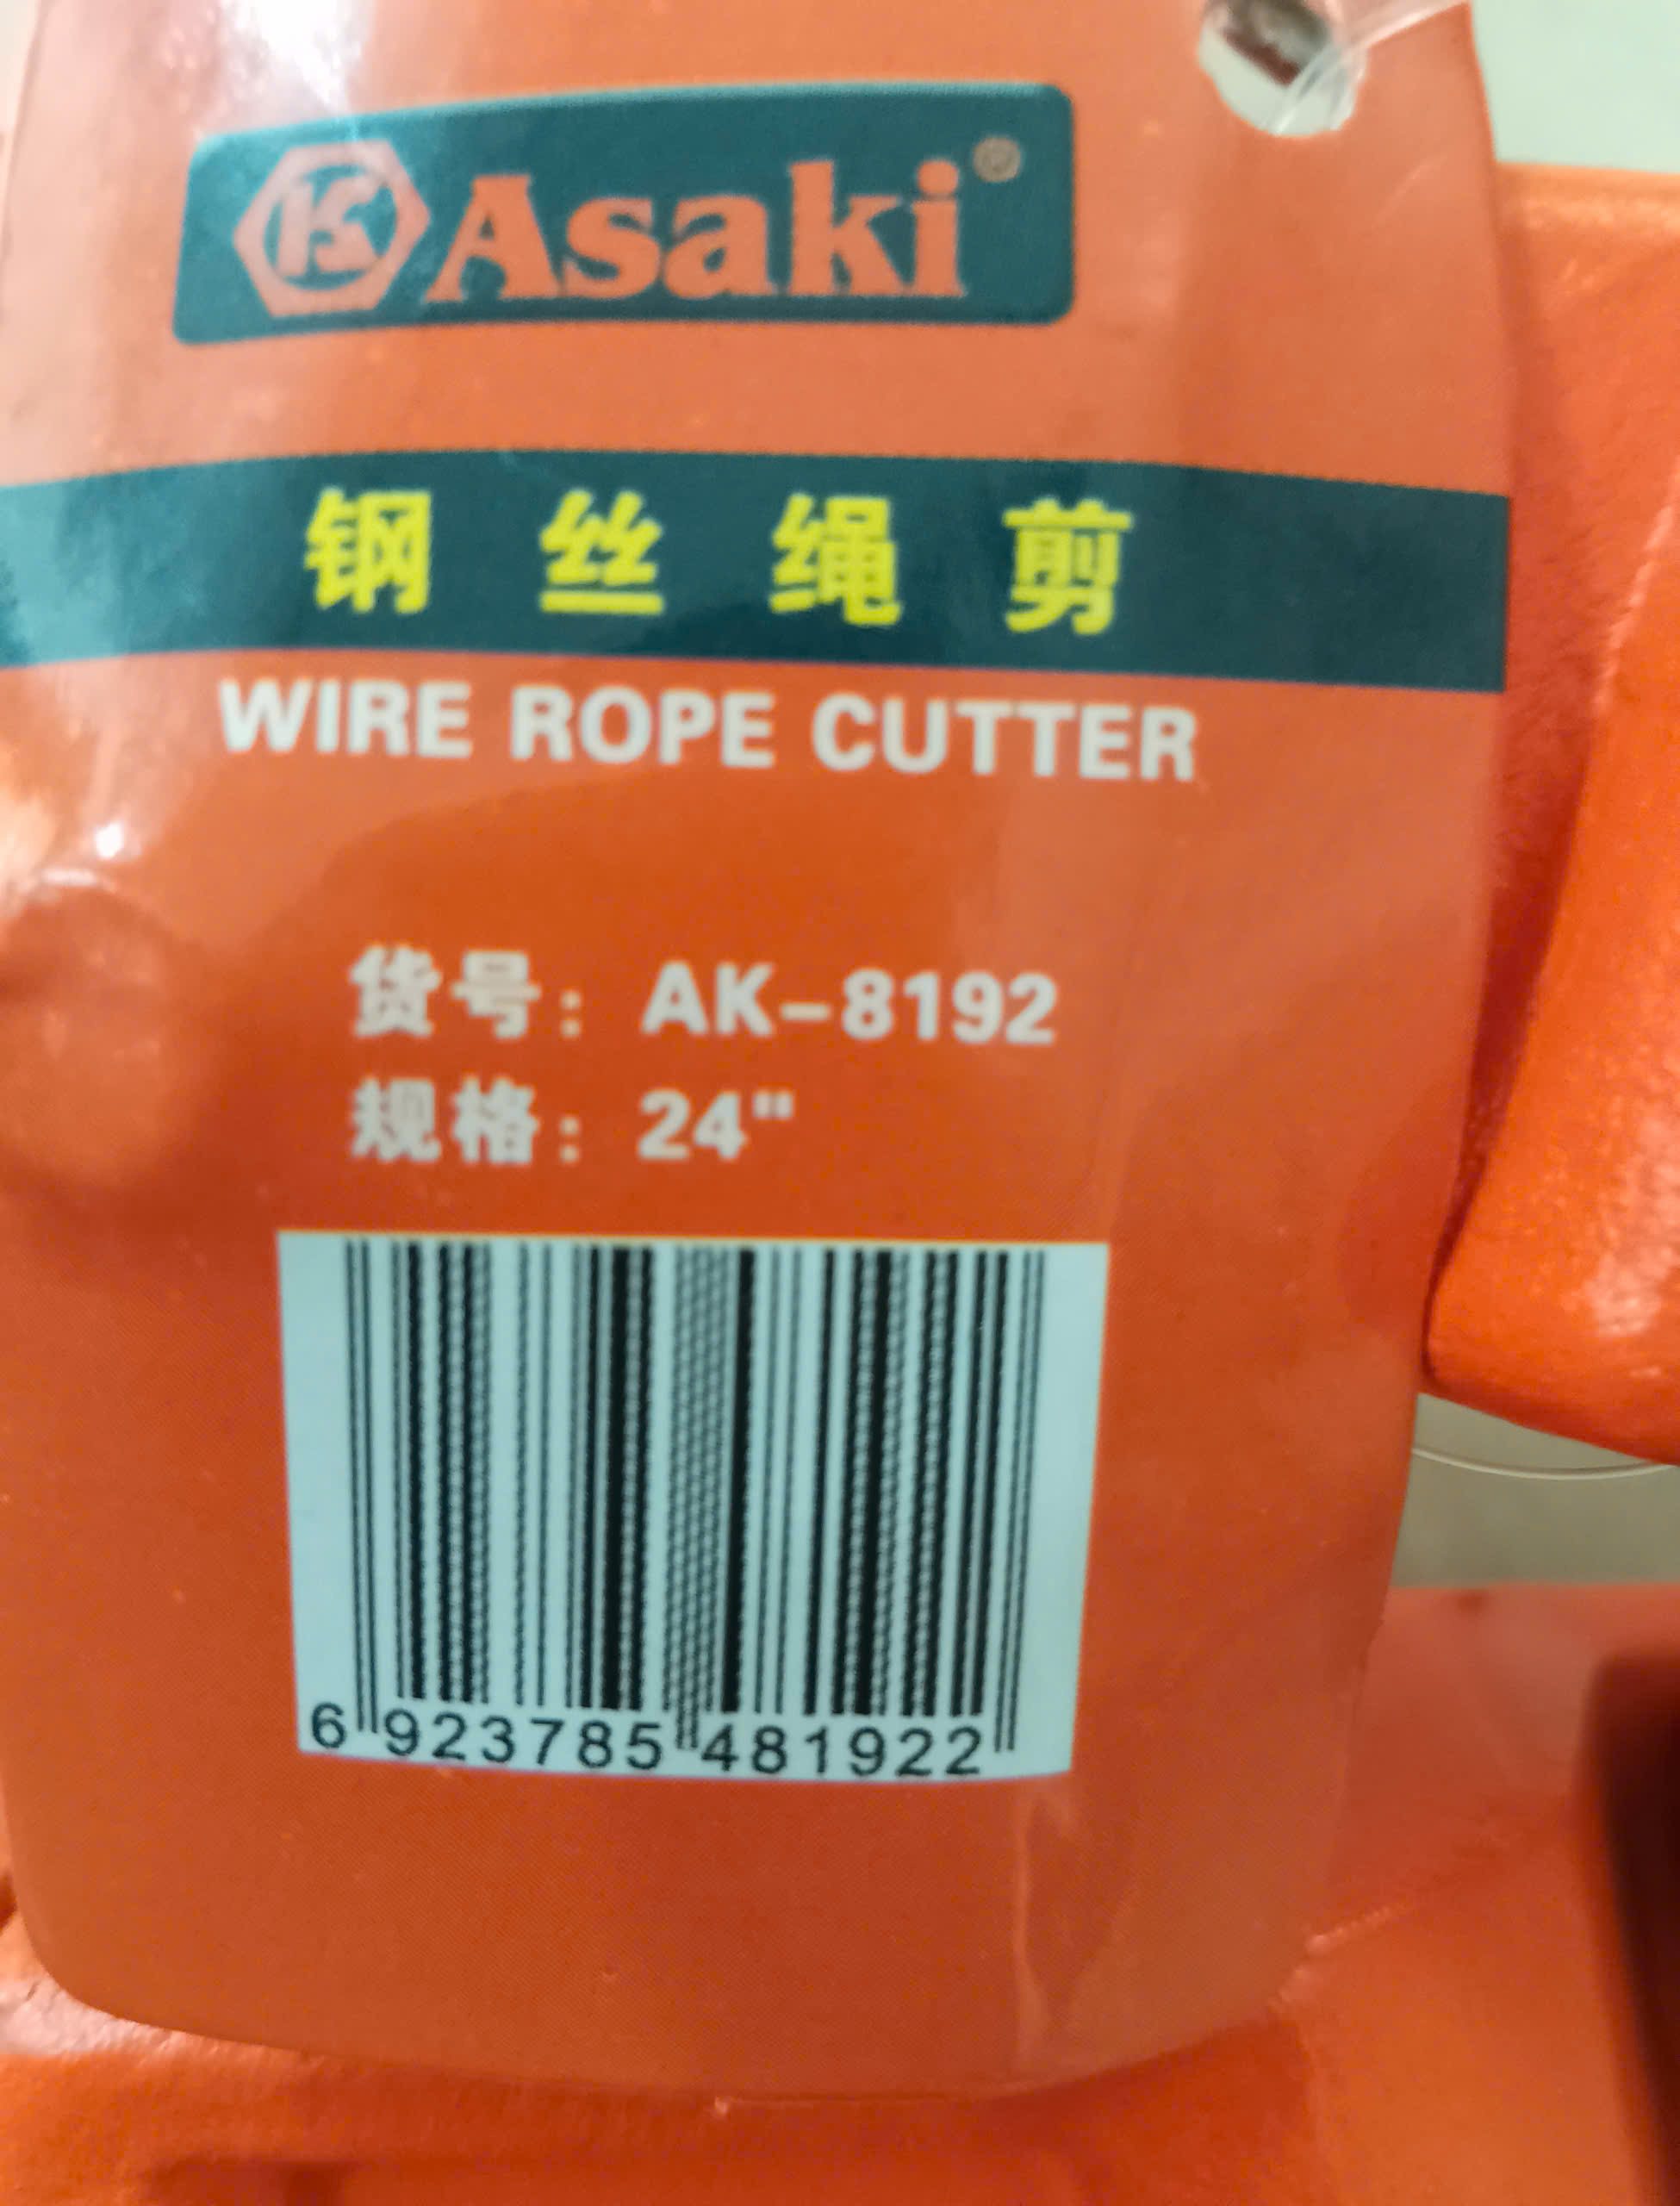 Asaki®
钢丝绳剪
WIRE ROPE CUTTER
货号：AK-8192
规格：24"
6 923785 481922